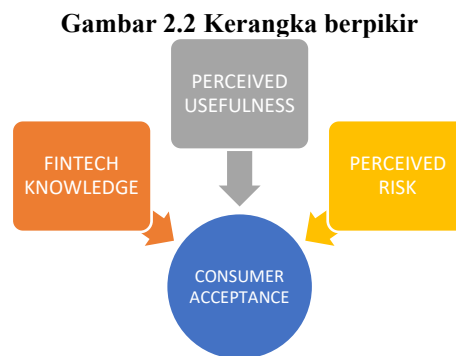 Gambar 2.2 Kerangka berpikir
PERCEIVED
USEFULNESS
FINTECH
KNOWLEDGE
PERCEIVED
RISK
CONSUMER
ACCEPTANCE